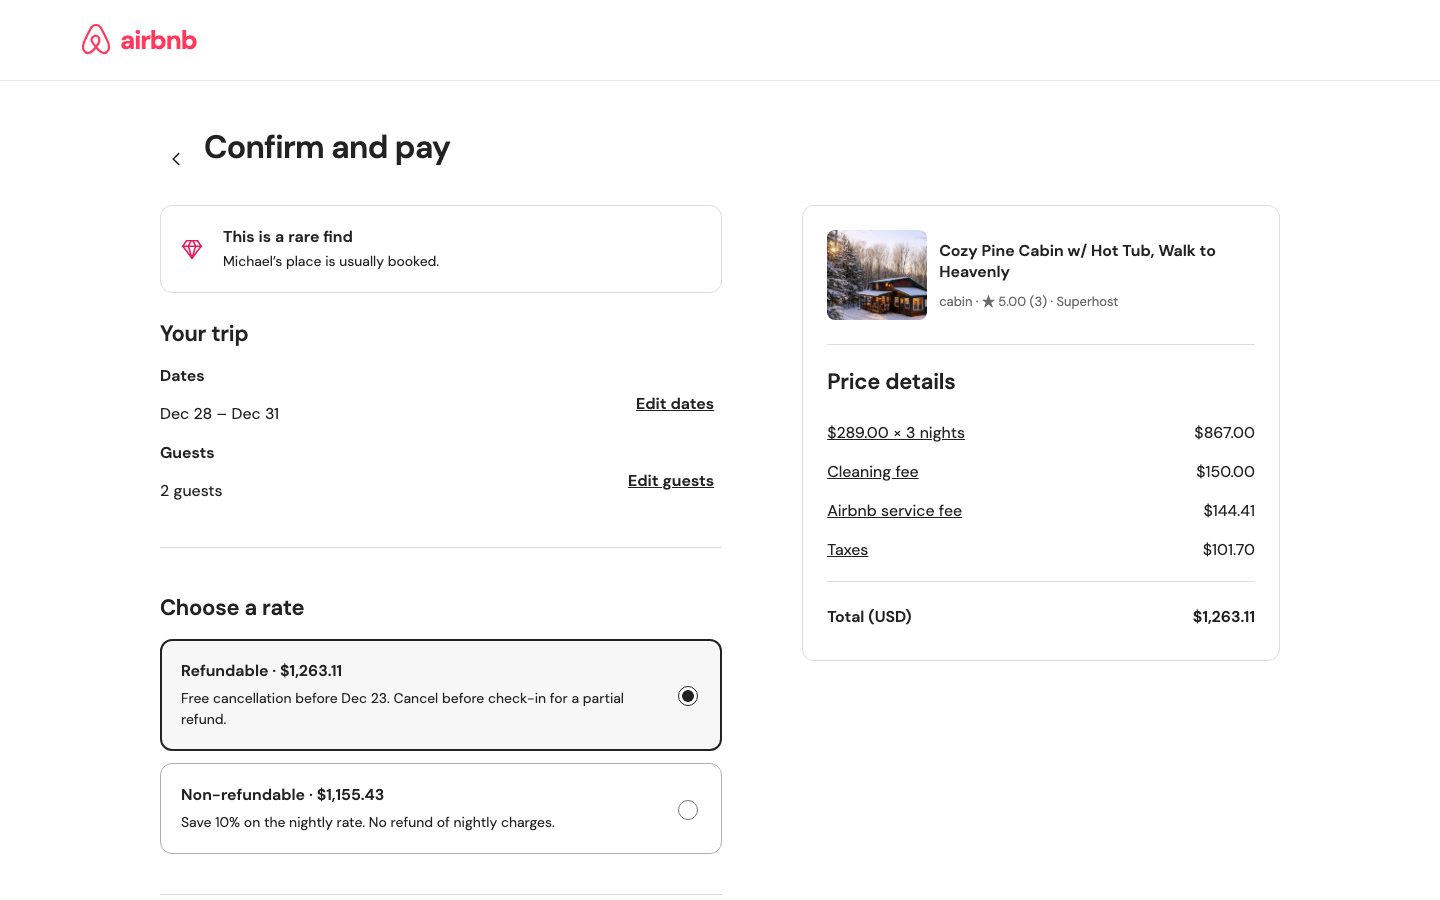 airbnb
Confirm and pay
This is a rare find
Michael’s place is usually booked.
Your trip
Dates
Dec 28 – Dec 31
Edit dates
Guests
2 guests
Edit guests
Choose a rate
Refundable · $1,263.11
Free cancellation before Dec 23. Cancel before check-in for a partial
refund.
Non-refundable · $1,155.43
Save 10% on the nightly rate. No refund of nightly charges.
Cozy Pine Cabin w/ Hot Tub, Walk to
Heavenly
cabin · ★ 5.00 (3) · Superhost
Price details
$289.00 × 3 nights $867.00
Cleaning fee $150.00
Airbnb service fee $144.41
Taxes $101.70
Total (USD) $1,263.11